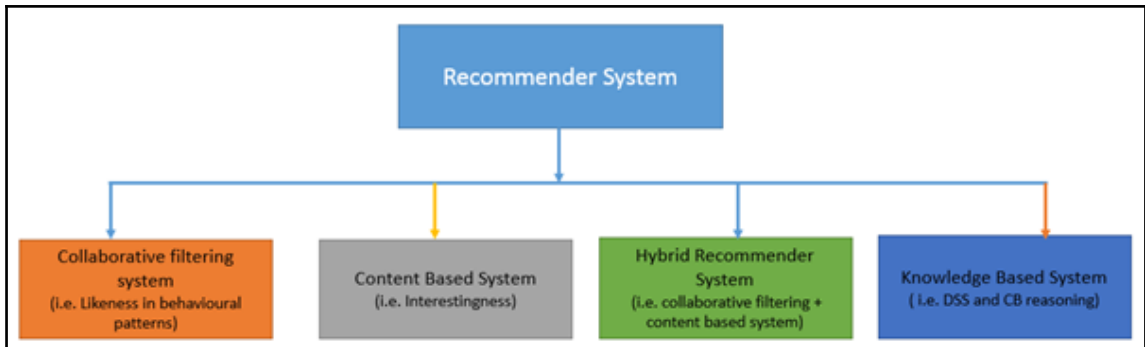 Recommender System
Collaborative filtering
system
(i.e. Likeness in behavioural
patterns)
Content Based System
(i.e. Interestingness)
Hybrid Recommender
System
(i.e. collaborative filtering +
content based system)
Knowledge Based System
( i.e. DSS and CB reasoning)